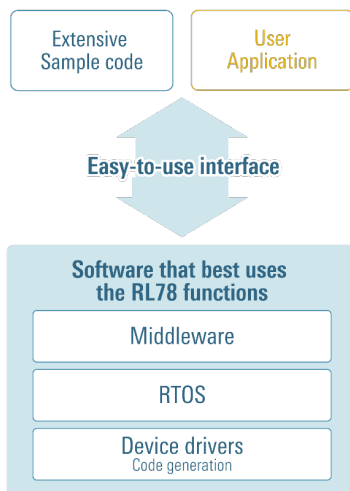 Extensive
Sample code
User
Application
Easy-to-use interface
Software that best uses
the RL78 functions
Middleware
RTOS
Device drivers
Code generation